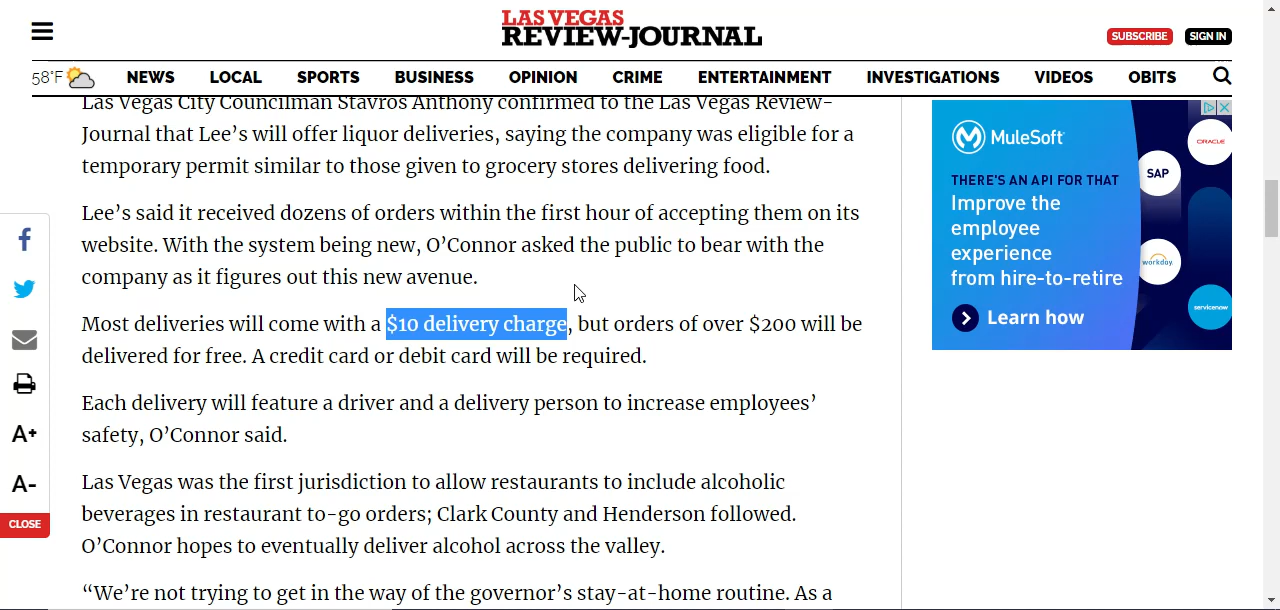 LAS VEGAS
REVIEW-JOURNAL
SUBSCRIBE SIGN IN
58°F NEWS LOCAL SPORTS BUSINESS OPINION CRIME ENTERTAINMENT INVESTIGATIONS VIDEOS OBITS
Las Vegas City Councilman Stavros Anthony confirmed to the Las Vegas Review-
Journal that Lee’s will offer liquor deliveries, saying the company was eligible for a
temporary permit similar to those given to grocery stores delivering food.
Lee’s said it received dozens of orders within the first hour of accepting them on its
website. With the system being new, O’Connor asked the public to bear with the
company as it figures out this new avenue.
Most deliveries will come with a $10 delivery charge, but orders of over $200 will be
delivered for free. A credit card or debit card will be required.
Each delivery will feature a driver and a delivery person to increase employees’
safety, O’Connor said.
Las Vegas was the first jurisdiction to allow restaurants to include alcoholic
beverages in restaurant to-go orders; Clark County and Henderson followed.
O’Connor hopes to eventually deliver alcohol across the valley.
“We’re not trying to get in the way of the governor’s stay-at-home routine. As a
A+
A-
CLOSE
MuleSoft
THERE'S AN API FOR THAT
Improve the
employee
experience
from hire-to-retire
Learn how
ORACLE
SAP
workday.
servicenow